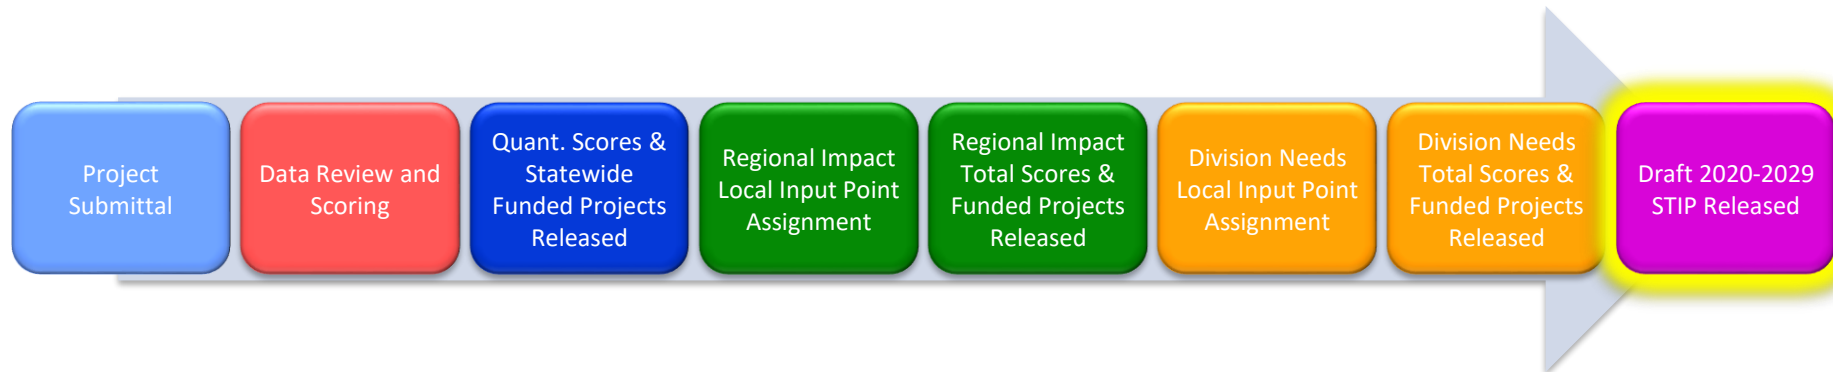 Project
Submittal
Data Review and
Scoring
Quant. Scores &
Statewide
Funded Projects
Released
Regional Impact
Local Input Point
Assignment
Regional Impact
Total Scores &
Funded Projects
Released
Division Needs
Local Input Point
Assignment
Division Needs
Total Scores &
Funded Projects
Released
Draft 2020-2029
STIP Released